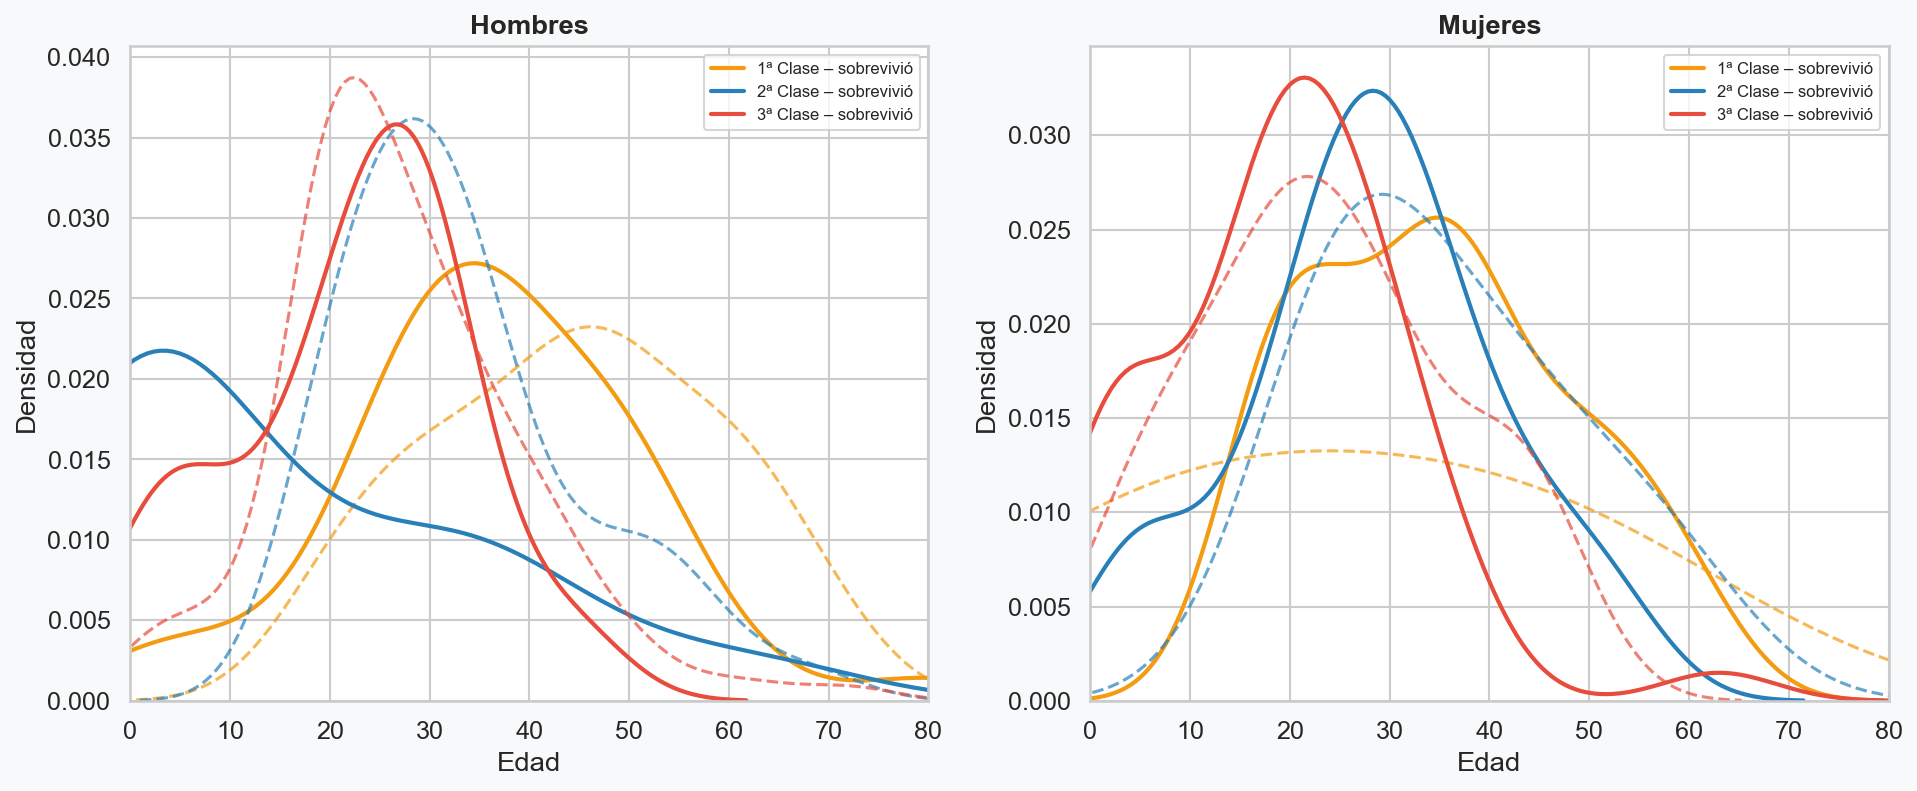 Hombres
0.040
0.035
0.030
0.025
0.020
0.015
0.010
0.005
0.000
Densidad
1ª Clase – sobrevivió
2ª Clase – sobrevivió
3ª Clase – sobrevivió
0 10 20 30 40 50 60 70 80
Edad
Mujeres
0.030
0.025
0.020
0.015
0.010
0.005
0.000
Densidad
1ª Clase – sobrevivió
2ª Clase – sobrevivió
3ª Clase – sobrevivió
0 10 20 30 40 50 60 70 80
Edad